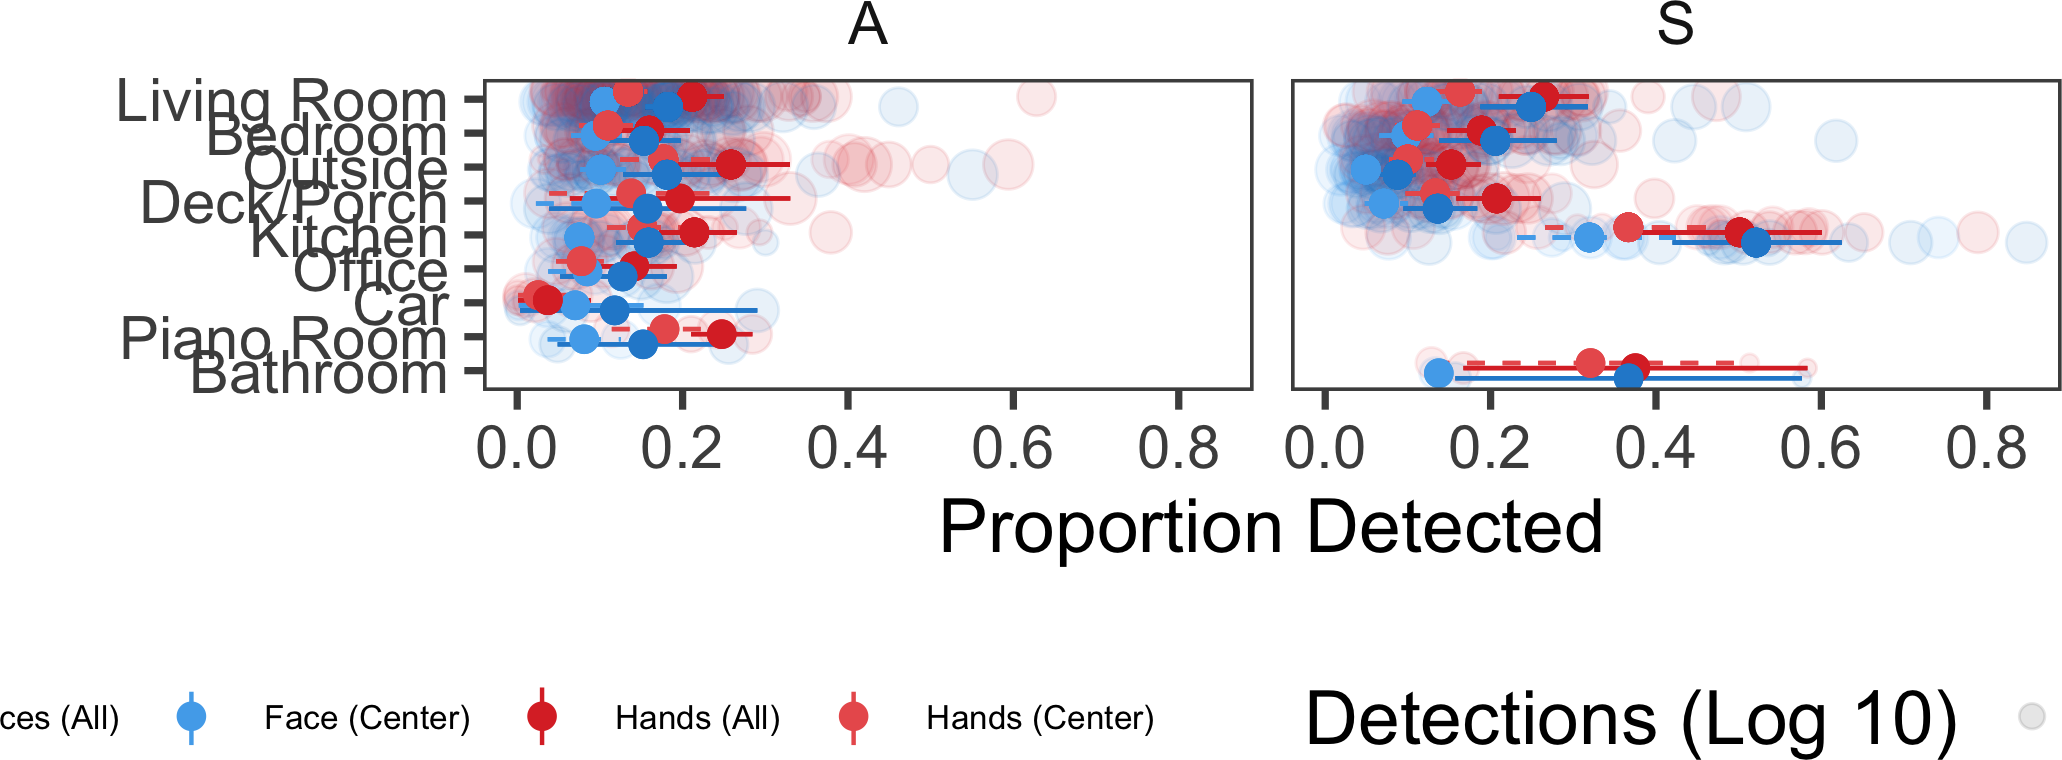 A
S
Living Room
Bedroom
Outside
Deck/Porch
Kitchen
Office
Car
Piano Room
Bathroom
0.0 0.2 0.4 0.6 0.8 0.0 0.2 0.4 0.6 0.8
Proportion Detected
ces (All) Face (Center) Hands (All) Hands (Center) Detections (Log 10)